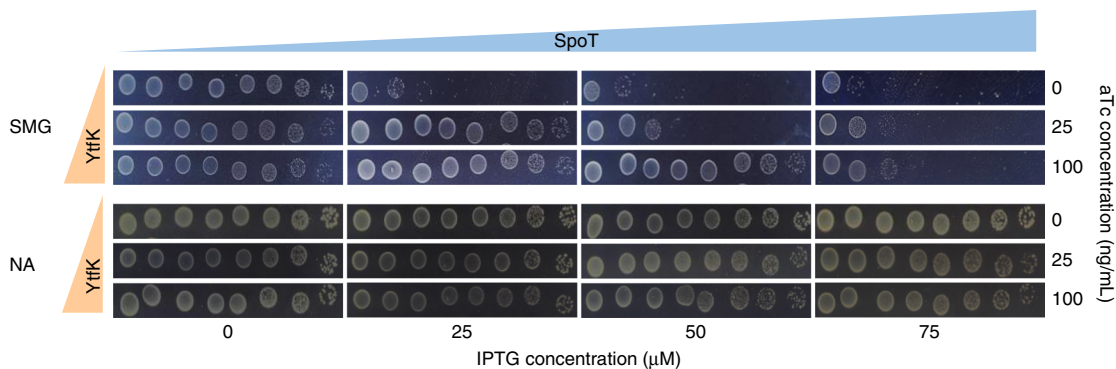 SpoT
SMG
YtfK
0
25
100
NA
YtfK
0
25
100
aTc concentration (ng/mL)
0 25 50 75
IPTG concentration (μM)